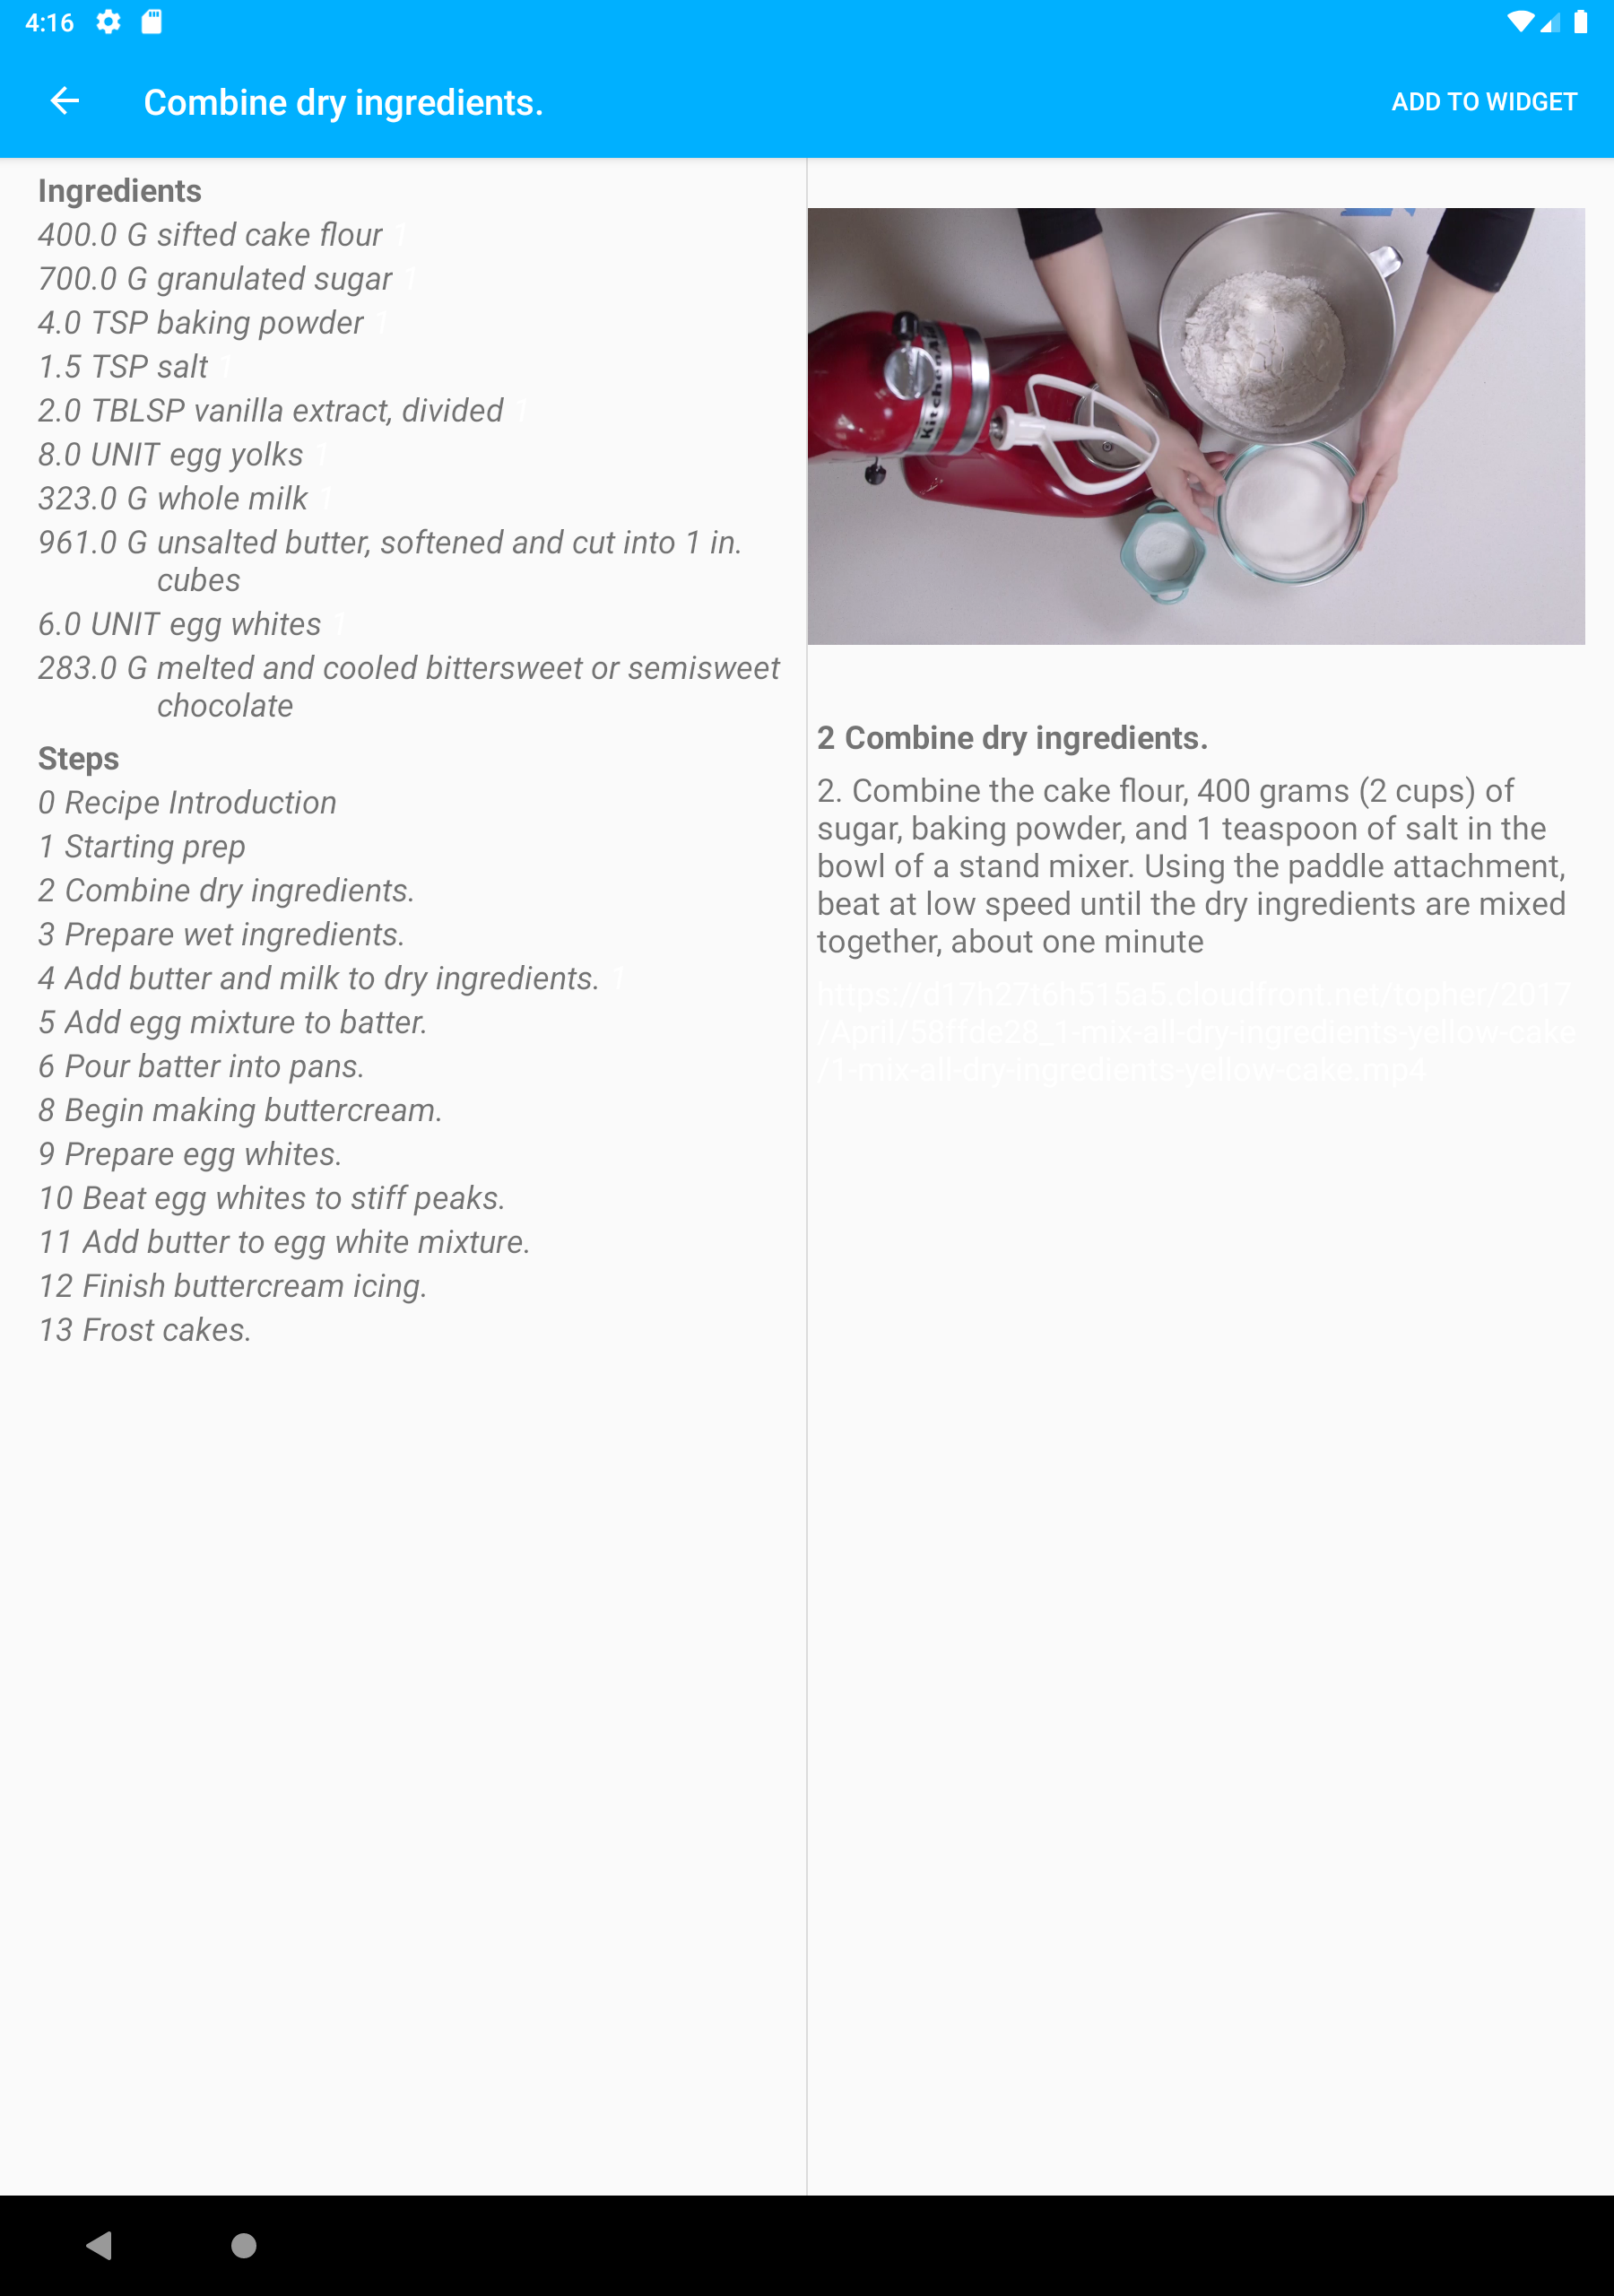 4:16
Combine dry ingredients.
ADD TO WIDGET
Ingredients
400.0 G sifted cake flour 1
700.0 G granulated sugar 1
4.0 TSP baking powder 1
1.5 TSP salt 1
2.0 TBLSP vanilla extract, divided 1
8.0 UNIT egg yolks 1
323.0 G whole milk 1
961.0 G unsalted butter, softened and cut into 1 in.
cubes
6.0 UNIT egg whites 1
283.0 G melted and cooled bittersweet or semisweet
chocolate
Steps
0 Recipe Introduction
1 Starting prep
2 Combine dry ingredients.
3 Prepare wet ingredients.
4 Add butter and milk to dry ingredients. 1
5 Add egg mixture to batter.
6 Pour batter into pans.
8 Begin making buttercream.
9 Prepare egg whites.
10 Beat egg whites to stiff peaks.
11 Add butter to egg white mixture.
12 Finish buttercream icing.
13 Frost cakes.
KitchenAi
2 Combine dry ingredients.
2. Combine the cake flour, 400 grams (2 cups) of
sugar, baking powder, and 1 teaspoon of salt in the
bowl of a stand mixer. Using the paddle attachment,
beat at low speed until the dry ingredients are mixed
together, about one minute
https://d17h27t6h515a5.cloudfront.net/topher/2017
/April/58ffde28_1-mix-all-dry-ingredients-yellow-cake
/1-mix-all-dry-ingredients-yellow-cake.mp4